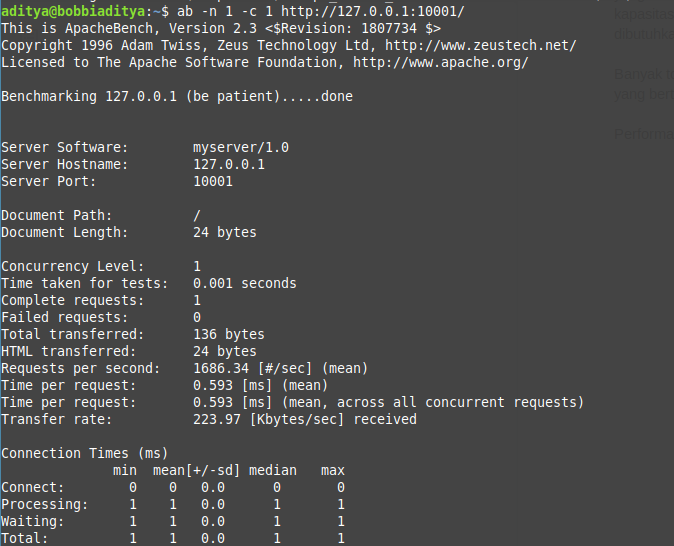 aditya@bobbiaditya:~$ ab -n 1 -c 1 http://127.0.0.1:10001/
This is ApacheBench, Version 2.3 <$Revision: 1807734 $>
Copyright 1996 Adam Twiss, Zeus Technology Ltd, http://www.zeustech.net/
Licensed to The Apache Software Foundation, http://www.apache.org/
Benchmarking 127.0.0.1 (be patient).....done
Server Software:        myserver/1.0
Server Hostname:        127.0.0.1
Server Port:            10001
Document Path:          /
Document Length:        24 bytes
Concurrency Level:      1
Time taken for tests:   0.001 seconds
Complete requests:      1
Failed requests:        0
Total transferred:      136 bytes
HTML transferred:       24 bytes
Requests per second:    1686.34 [#/sec] (mean)
Time per request:       0.593 [ms] (mean)
Time per request:       0.593 [ms] (mean, across all concurrent requests)
Transfer rate:          223.97 [Kbytes/sec] received
Connection Times (ms)
              min  mean[+/-sd] median   max
Connect:        0    0   0.0      0       0
Processing:     1    1   0.0      1       1
Waiting:        1    1   0.0      1       1
Total:          1    1   0.0      1       1
kapasitas
Banyak
yang